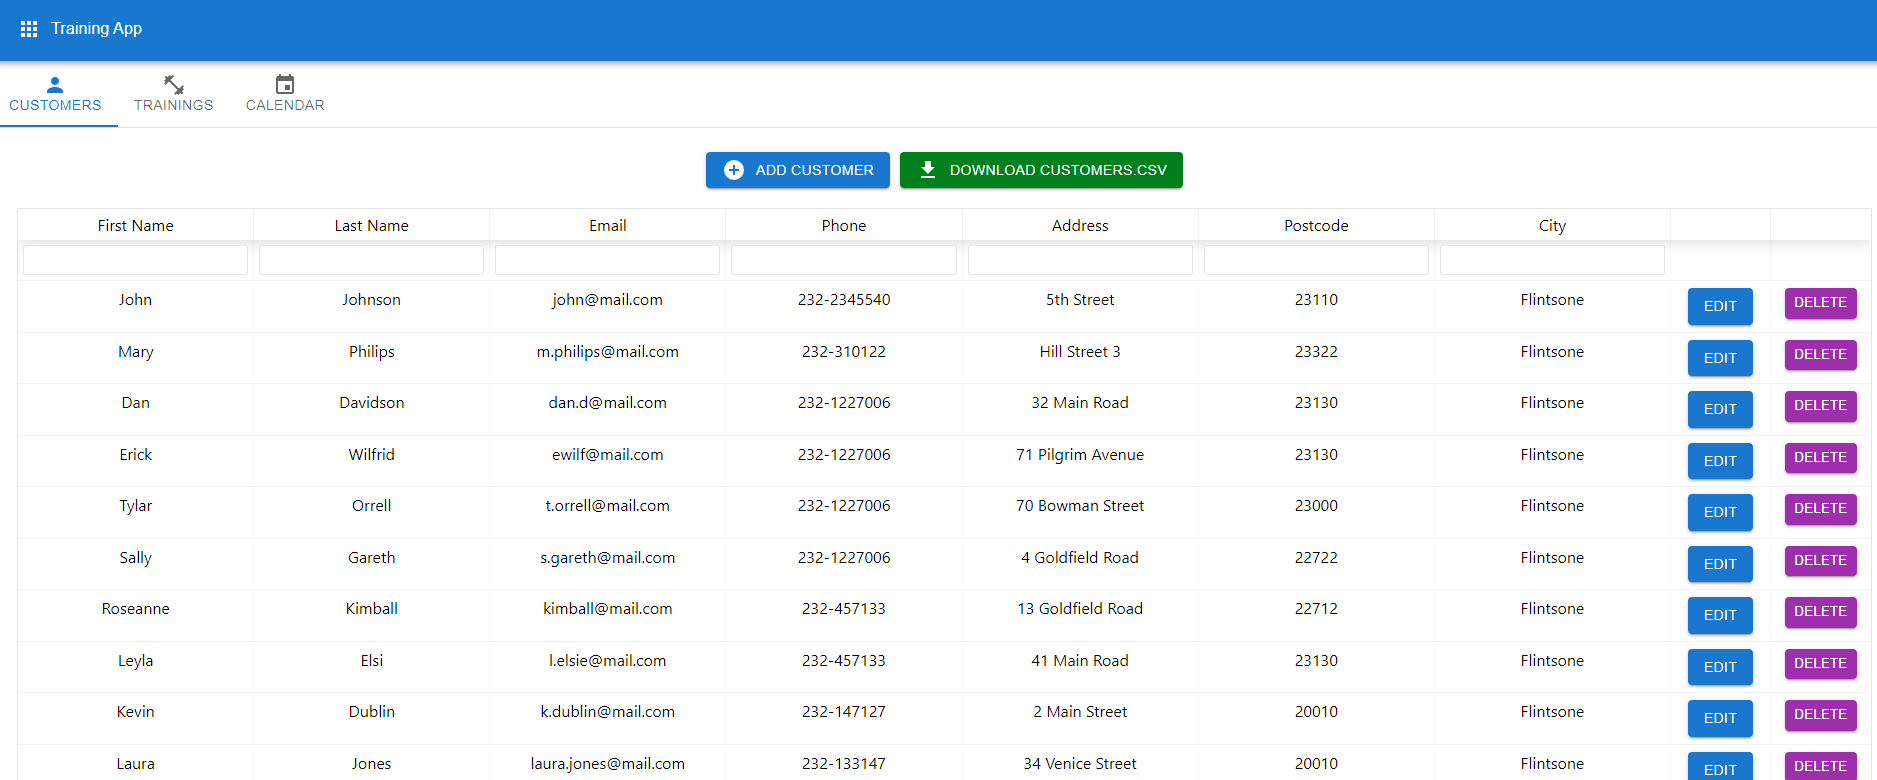 Training App
CUSTOMERS TRAININGS CALENDAR
ADD CUSTOMER DOWNLOAD CUSTOMERS.CSV
First Name Last Name Email Phone Address Postcode City
John Johnson john@mail.com 232-2345540 5th Street 23110 Flintsone EDIT DELETE
Mary Philips m.philips@mail.com 232-310122 Hill Street 3 23322 Flintsone EDIT DELETE
Dan Davidson dan.d@mail.com 232-1227006 32 Main Road 23130 Flintsone EDIT DELETE
Erick Wilfrid ewilf@mail.com 232-1227006 71 Pilgrim Avenue 23130 Flintsone EDIT DELETE
Tylar Orrell t.orrell@mail.com 232-1227006 70 Bowman Street 23000 Flintsone EDIT DELETE
Sally Gareth s.gareth@mail.com 232-1227006 4 Goldfield Road 22722 Flintsone EDIT DELETE
Roseanne Kimball kimball@mail.com 232-457133 13 Goldfield Road 22712 Flintsone EDIT DELETE
Leyla Elsi l.elsie@mail.com 232-457133 41 Main Road 23130 Flintsone EDIT DELETE
Kevin Dublin k.dublin@mail.com 232-147127 2 Main Street 20010 Flintsone EDIT DELETE
Laura Jones laura.jones@mail.com 232-133147 34 Venice Street 20010 Flintsone EDIT DELETE